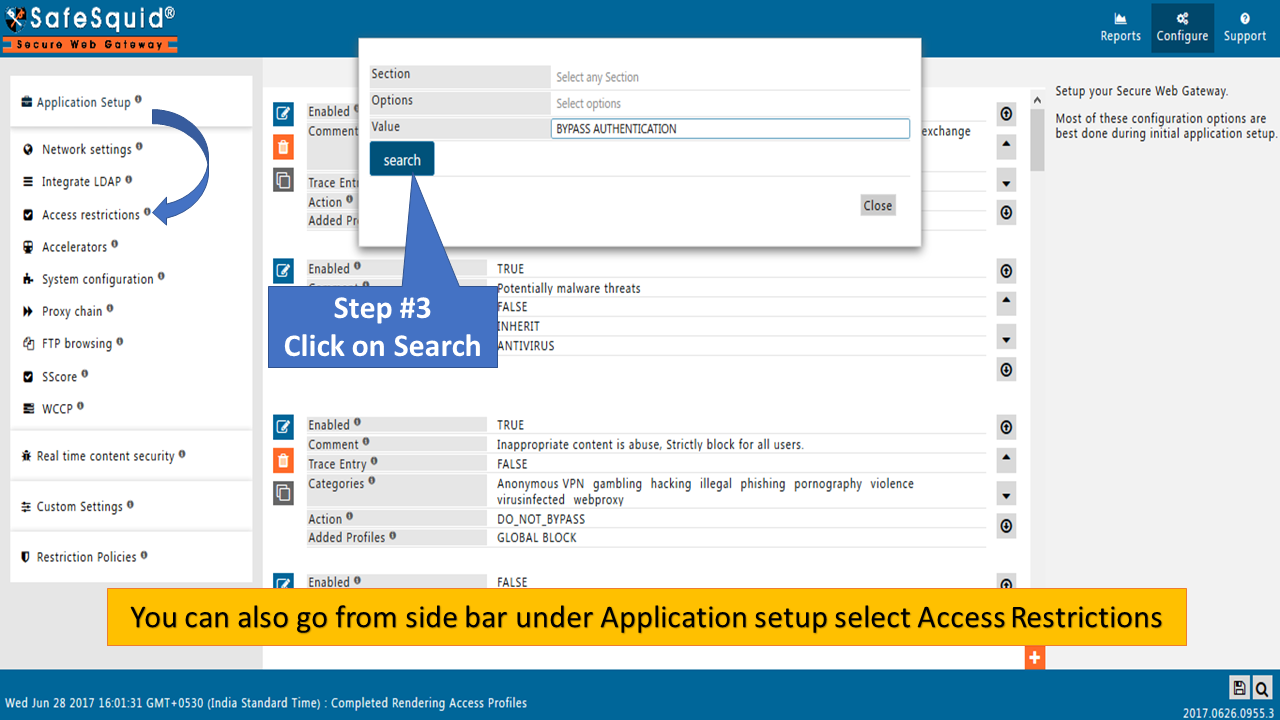 SafeSquid®
Secure Web Gateway
Reports
Configure
Support
Application Setup
Network settings
Integrate LDAP
Access restrictions
Accelerators
System configuration
Proxy chain
FTP browsing
SScore
WCCP
Real time content security
Custom Settings
Restriction Policies
Section Select any Section
Options Select options
Value BYPASS AUTHENTICATION
search
Close
Enabled
Comment exchange
Trace Ent
Action
Added Pr
Enabled TRUE
Comment Potentially malware threats
FALSE
INHERIT
ANTIVIRUS
Step #3
Click on Search
Enabled TRUE
Comment Inappropriate content is abuse, Strictly block for all users.
Trace Entry FALSE
Categories Anonymous VPN gambling hacking illegal phishing pornography violence
virusinfected webproxy
Action DO_NOT_BYPASS
Added Profiles GLOBAL BLOCK
Enabled FALSE
Setup your Secure Web Gateway.
Most of these configuration options are
best done during initial application setup.
You can also go from side bar under Application setup select Access Restrictions
Wed Jun 28 2017 16:01:31 GMT+0530 (India Standard Time) : Completed Rendering Access Profiles
2017.0626.0955.3